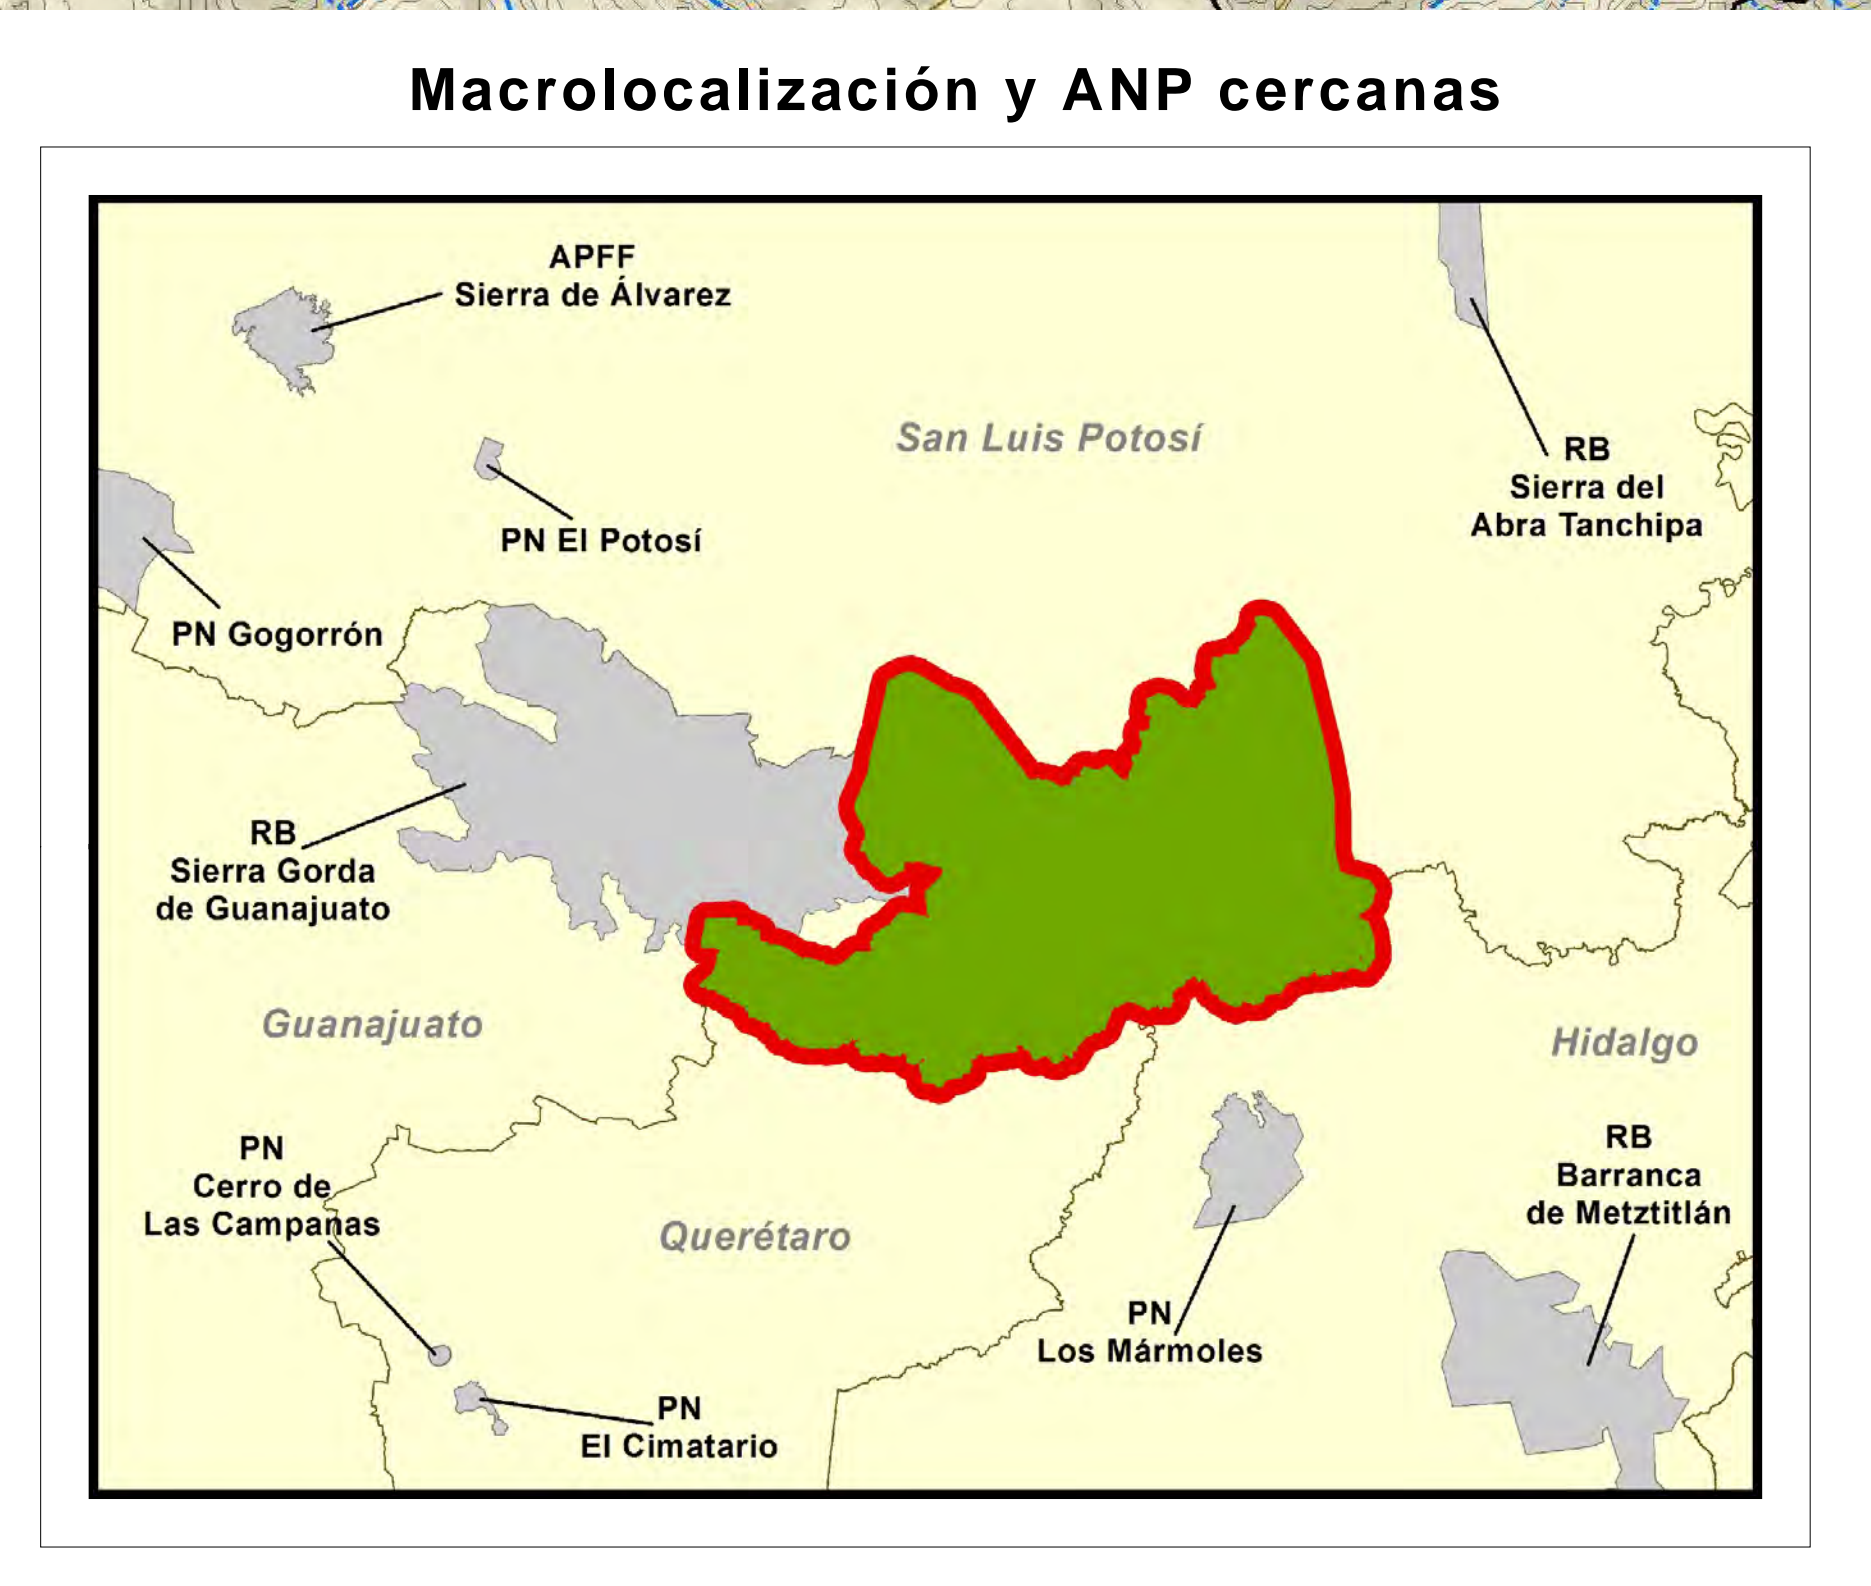 Macrolocalización y ANP cercanas
APFF
Sierra de Álvarez
San Luis Potosí
RB
Sierra del
Abra Tanchipa
PN El Potosí
PN Gogorrón
RB
Sierra Gorda
de Guanajuato
Guanajuato
Hidalgo
PN
Cerro de
Las Campanas
Querétaro
RB
Barranca
de Metztitlán
PN
Los Mármoles
PN
El Cimatario